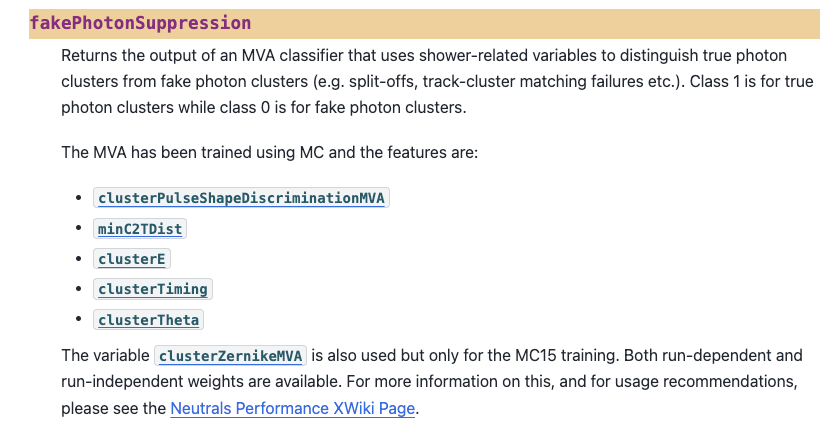 fakePhotonSuppression
Returns the output of an MVA classifier that uses shower-related variables to distinguish true photon
clusters from fake photon clusters (e.g. split-offs, track-cluster matching failures etc.). Class 1 is for true
photon clusters while class 0 is for fake photon clusters.
The MVA has been trained using MC and the features are:
• clusterPulseShapeDiscriminationMVA
• minC2TDist
• clusterE
• clusterTiming
• clusterTheta
The variable clusterZernikeMVA is also used but only for the MC15 training. Both run-dependent and
run-independent weights are available. For more information on this, and for usage recommendations,
please see the Neutrals Performance XWiki Page.